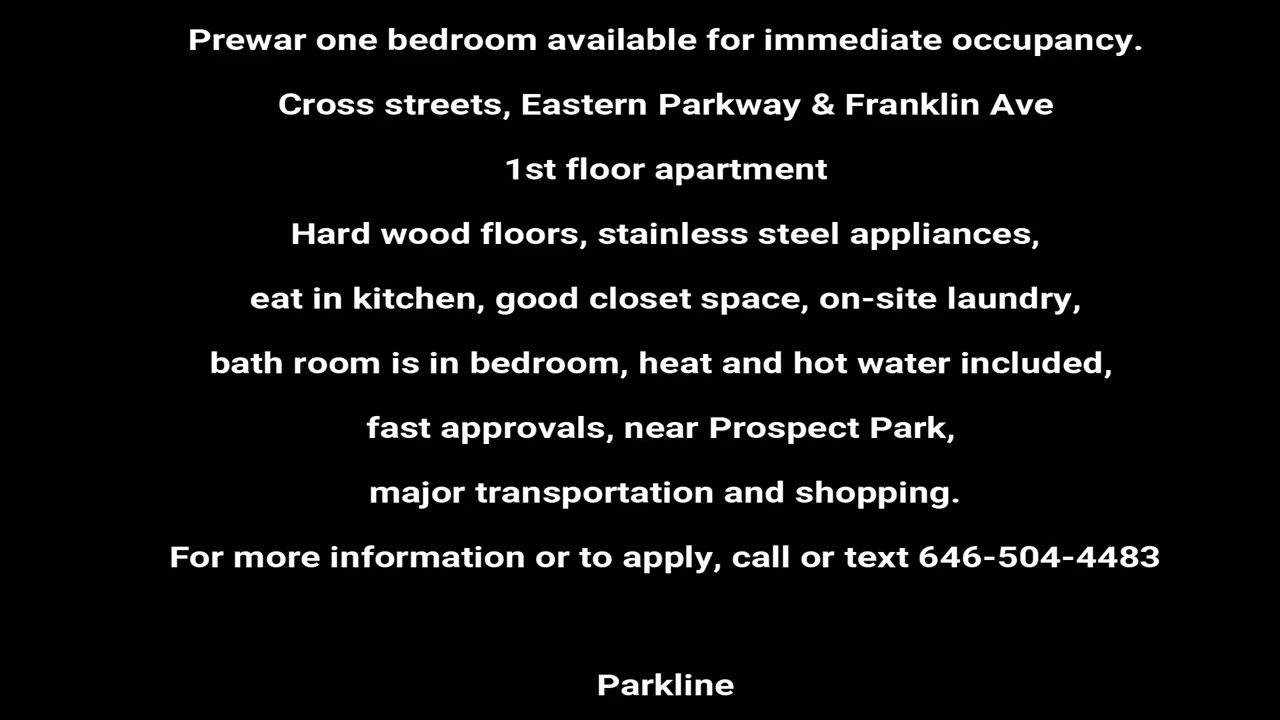 Prewar one bedroom available for immediate occupancy.
Cross streets, Eastern Parkway & Franklin Ave
1st floor apartment
Hard wood floors, stainless steel appliances,
eat in kitchen, good closet space, on-site laundry,
bath room is in bedroom, heat and hot water included,
fast approvals, near Prospect Park,
major transportation and shopping.
For more information or to apply, call or text 646-504-4483
Parkline